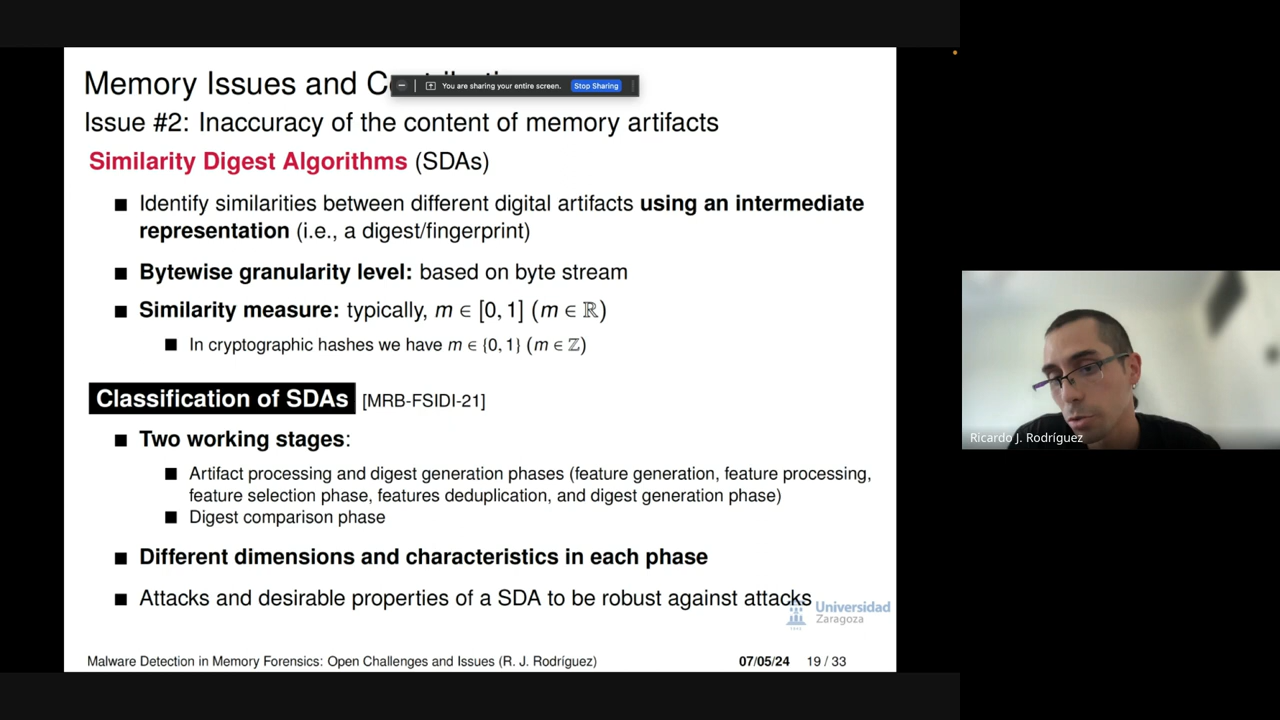 Memory Issues and C
You are sharing your entire screen. Stop Sharing
Issue #2: Inaccuracy of the content of memory artifacts
Similarity Digest Algorithms (SDAs)
Identify similarities between different digital artifacts using an intermediate
representation (i.e., a digest/fingerprint)
Bytewise granularity level: based on byte stream
Similarity measure: typically, m ∈ [0, 1] (m ∈ ℝ)
In cryptographic hashes we have m ∈ {0, 1} (m ∈ ℤ)
Classification of SDAs [MRB-FSIDI-21]
Two working stages:
Artifact processing and digest generation phases (feature generation, feature processing,
feature selection phase, features deduplication, and digest generation phase)
Digest comparison phase
Different dimensions and characteristics in each phase
Attacks and desirable properties of a SDA to be robust against attacks
Universidad
Zaragoza
Malware Detection in Memory Forensics: Open Challenges and Issues (R. J. Rodríguez) 07/05/24 19 / 33
Ricardo J. Rodríguez